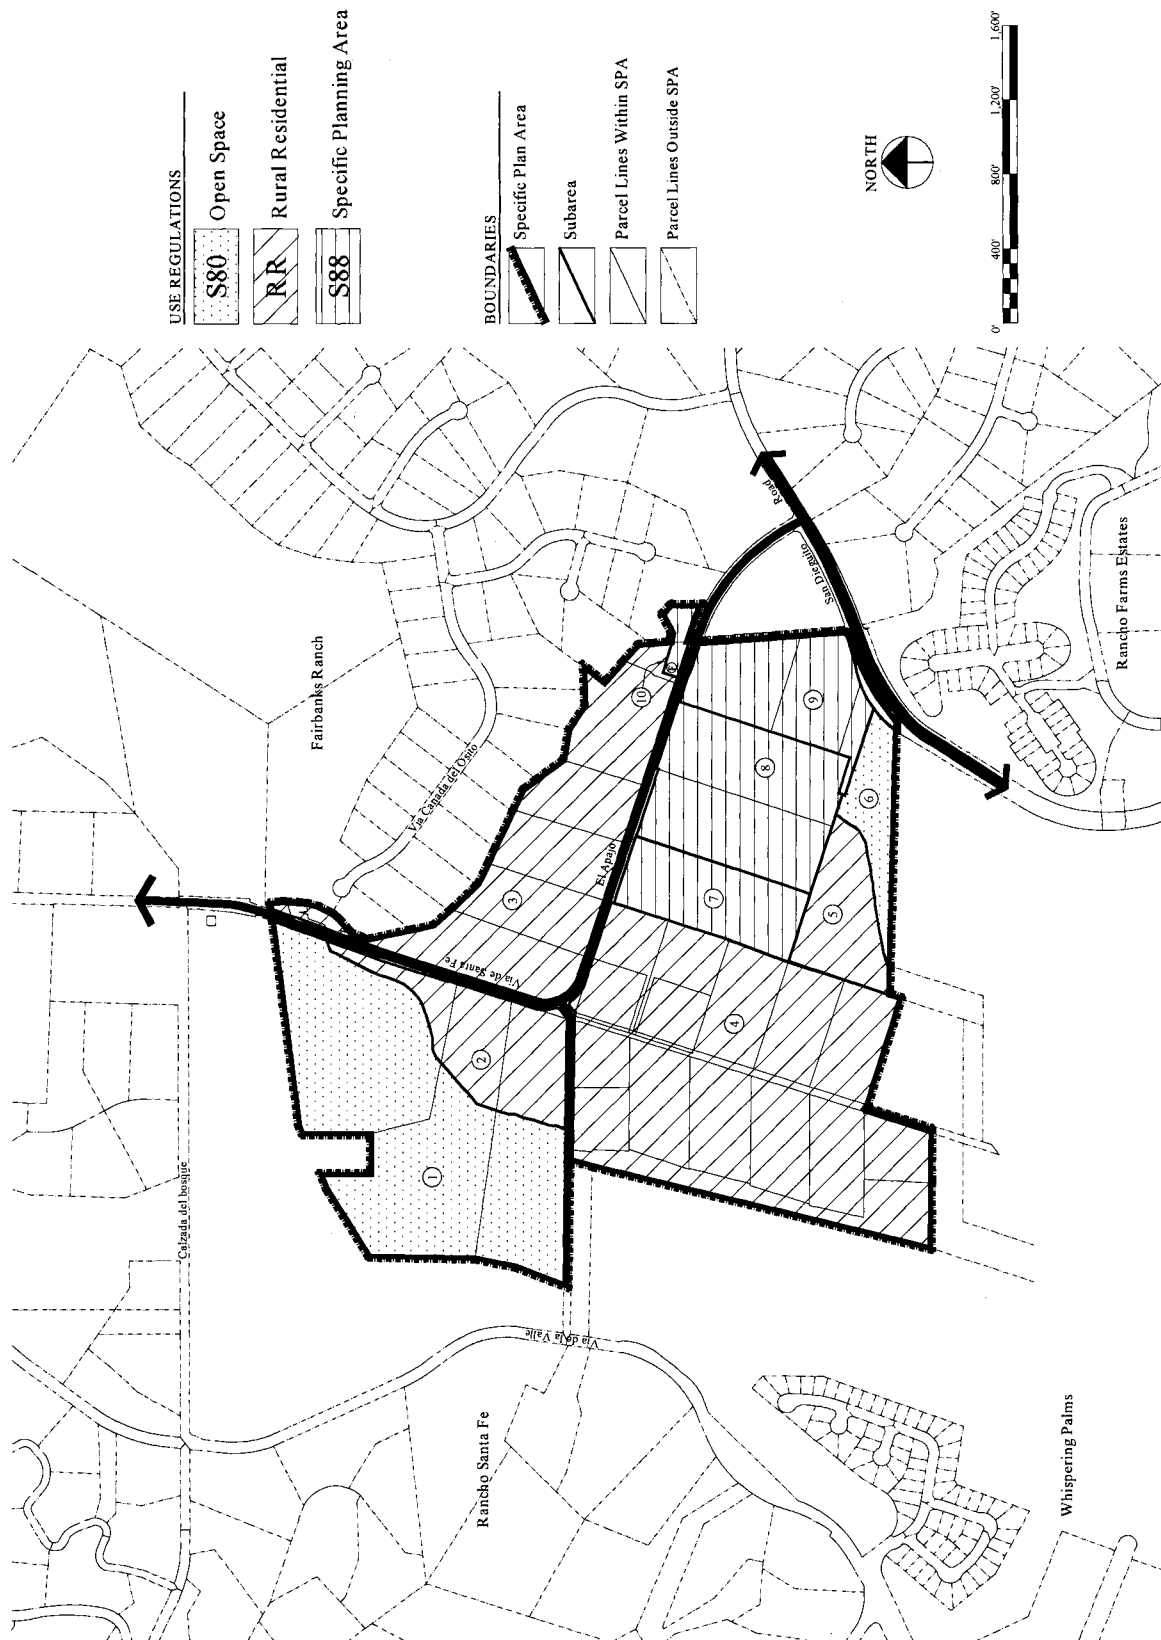 USE REGULATIONS
S80
Open Space
RR
Rural Residential
S88
Specific Planning Area
BOUNDARIES
Specific Plan Area
Subarea
Parcel Lines Within SPA
Parcel Lines Outside SPA
NORTH
0'
400'
800'
1,200'
1,600'
Fairbanks Ranch
Via Canada del Osito
Calzada del bosque
Via de Santa Fe
El Apajo
San Dieguito
Road
Rancho Farms Estates
Via de la Valle
Rancho Santa Fe
Whispering Palms
1
2
3
4
5
6
7
8
9
10